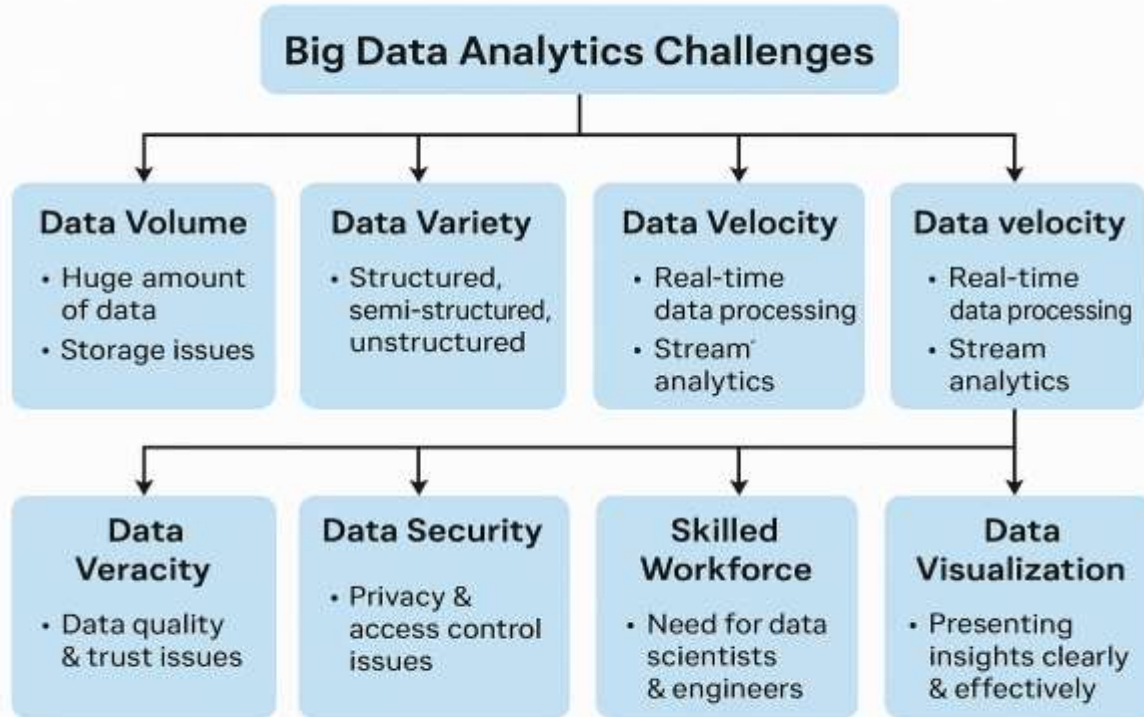 Big Data Analytics Challenges
Data Volume
• Huge amount
of data
• Storage issues
Data Variety
• Structured,
semi-structured,
unstructured
Data Velocity
• Real-time
data processing
• Stream
analytics
Data velocity
• Real-time
data processing
• Stream
analytics
Data
Veracity
• Data quality
& trust issues
Data Security
• Privacy &
access control
issues
Skilled
Workforce
• Need for data
scientists
& engineers
Data
Visualization
• Presenting
insights clearly
& effectively